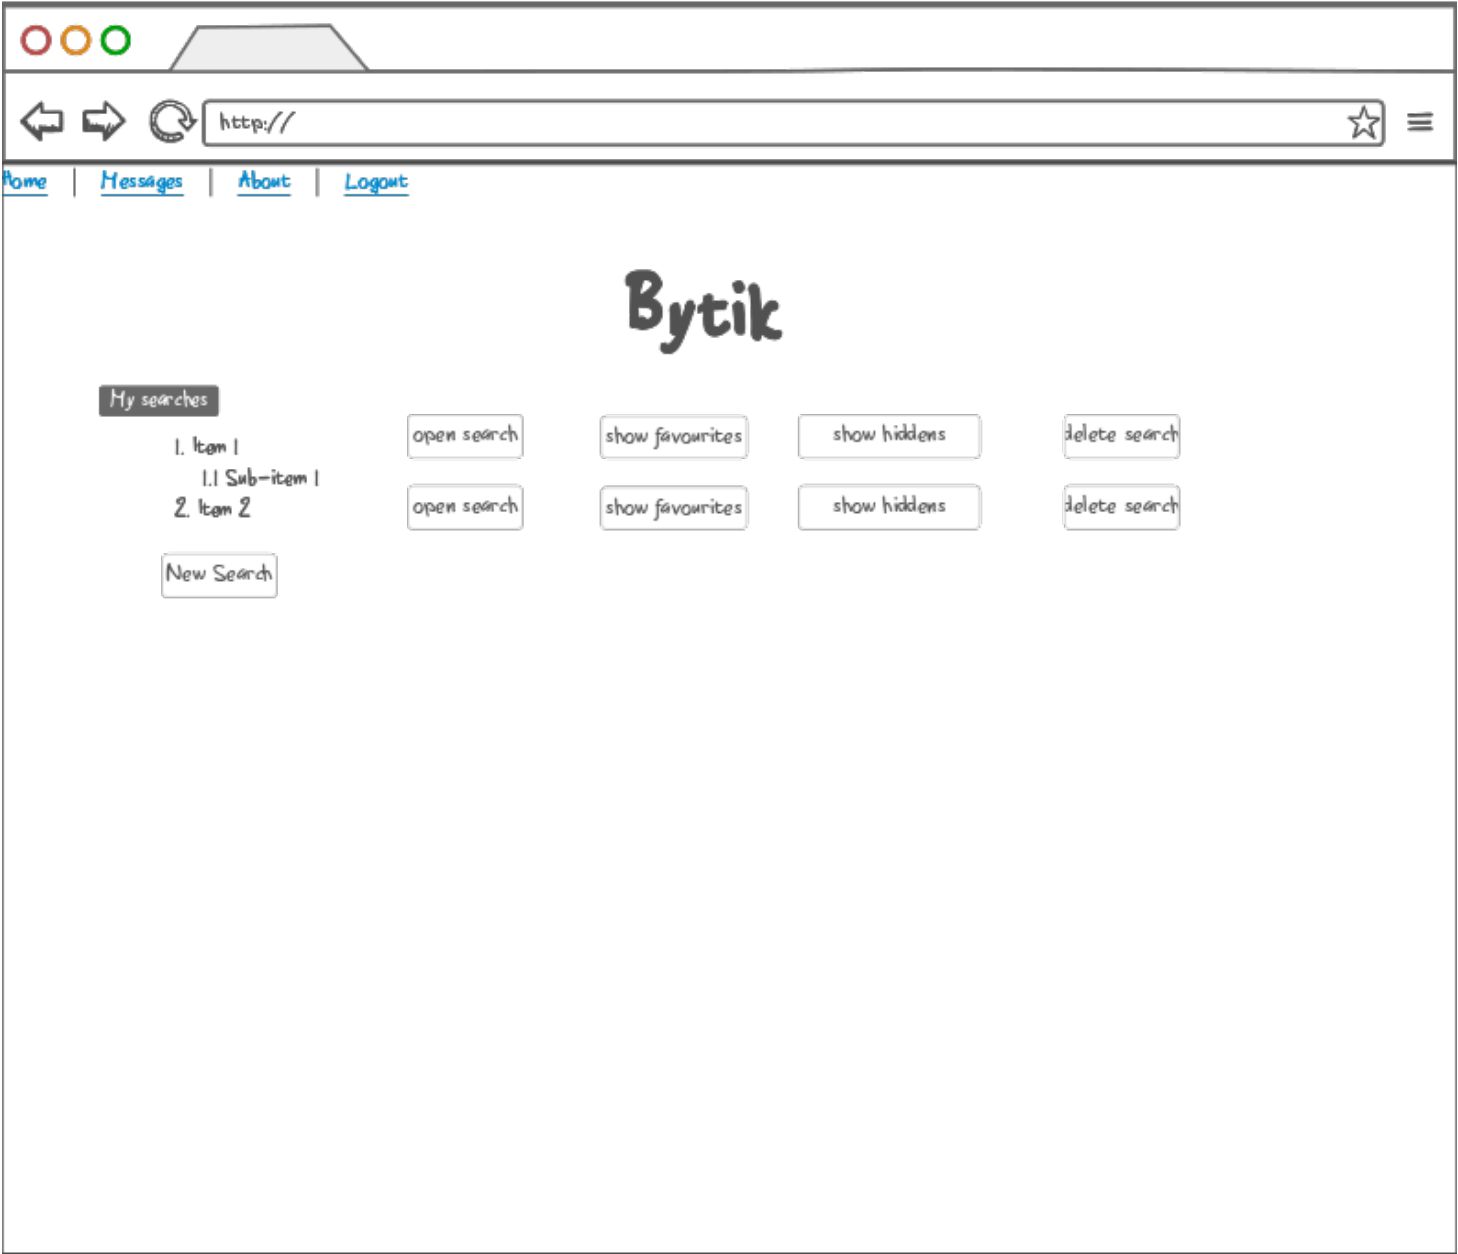 http://
Home | Messages | About | Logout
Bytik
My searches
1. Item 1
1.1 Sub-item 1
2. Item 2
open search show favourites show hiddens delete search
open search show favourites show hiddens delete search
New Search